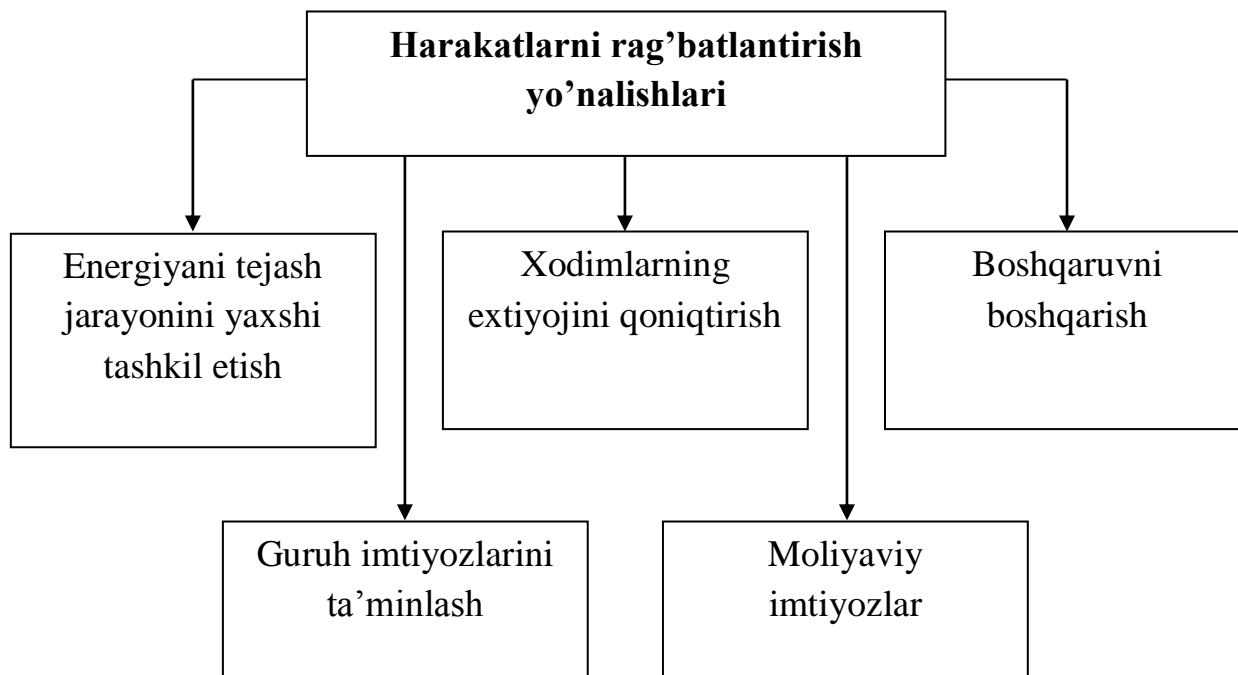 Harakatlarni rag’batlantirish
yo’nalishlari
Energiyani tejash
jarayonini yaxshi
tashkil etish
Xodimlarning
extiyojini qoniqtirish
Boshqaruvni
boshqarish
Guruh imtiyozlarini
ta’minlash
Moliyaviy
imtiyozlar